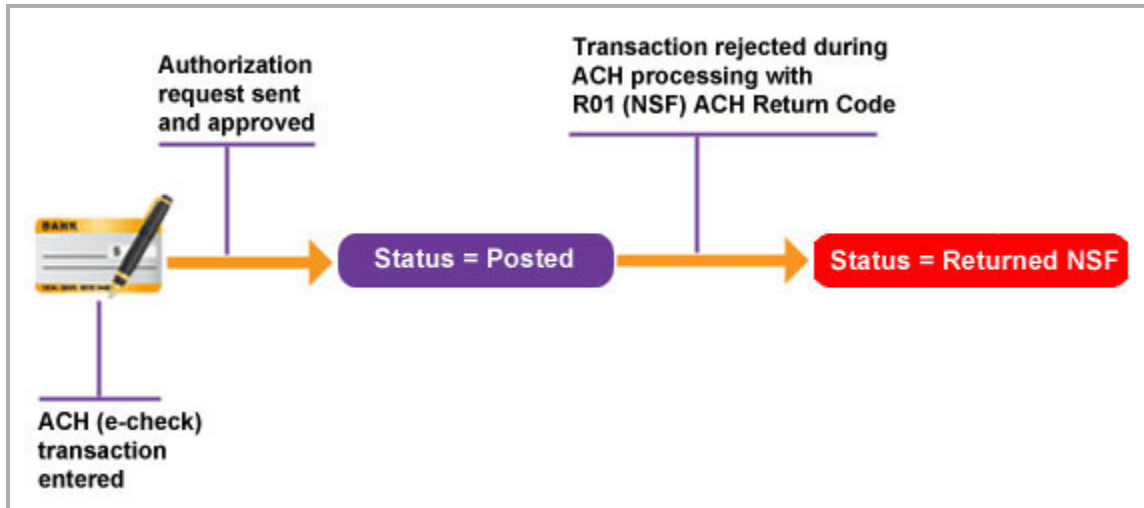 Authorization
request sent
and approved
Transaction rejected during
ACH processing with
R01 (NSF) ACH Return Code
BANK
$
Status = Posted
Status = Returned NSF
ACH (e-check)
transaction
entered